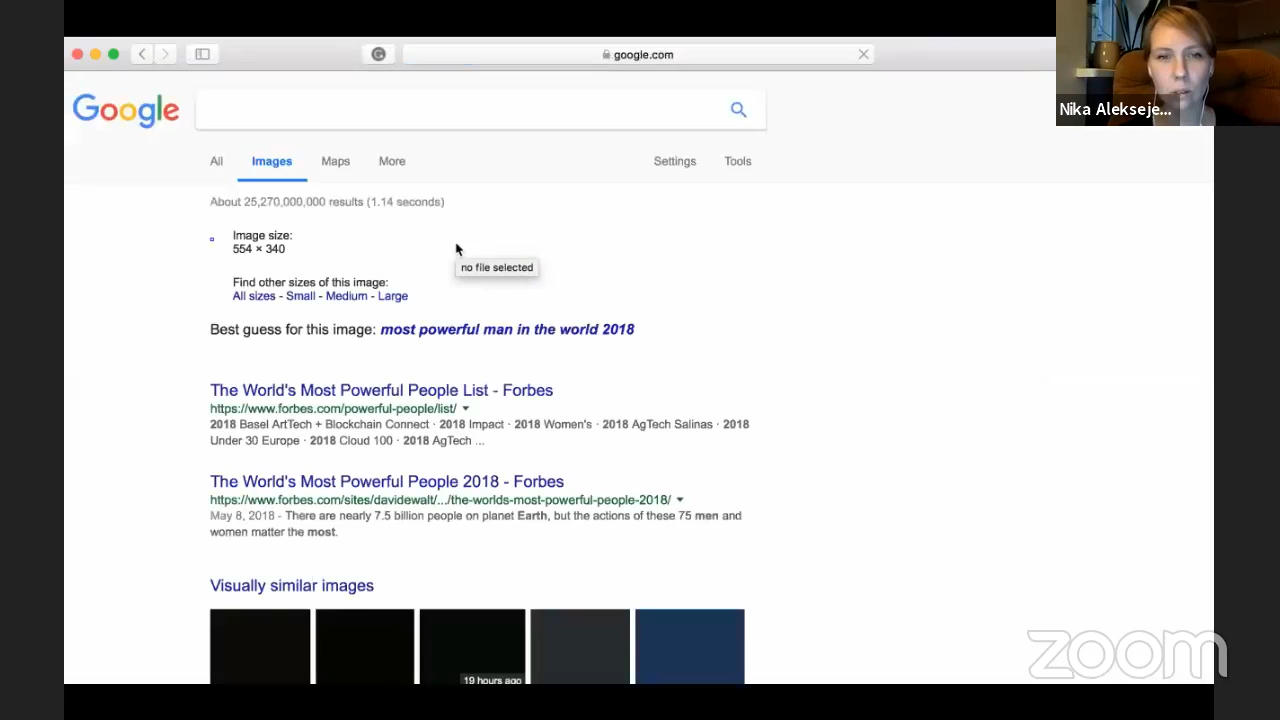 google.com
Nika Alekseje...
Google
All Images Maps More Settings Tools
About 25,270,000,000 results (1.14 seconds)
Image size:
554 × 340
no file selected
Find other sizes of this image:
All sizes - Small - Medium - Large
Best guess for this image: most powerful man in the world 2018
The World's Most Powerful People List - Forbes
https://www.forbes.com/powerful-people/list/
2018 Basel ArtTech + Blockchain Connect · 2018 Impact · 2018 Women's · 2018 AgTech Salinas · 2018
Under 30 Europe · 2018 Cloud 100 · 2018 AgTech ...
The World's Most Powerful People 2018 - Forbes
https://www.forbes.com/sites/davidewalt/.../the-worlds-most-powerful-people-2018/
May 8, 2018 - There are nearly 7.5 billion people on planet Earth, but the actions of these 75 men and
women matter the most.
Visually similar images
19 hours ago
zoom